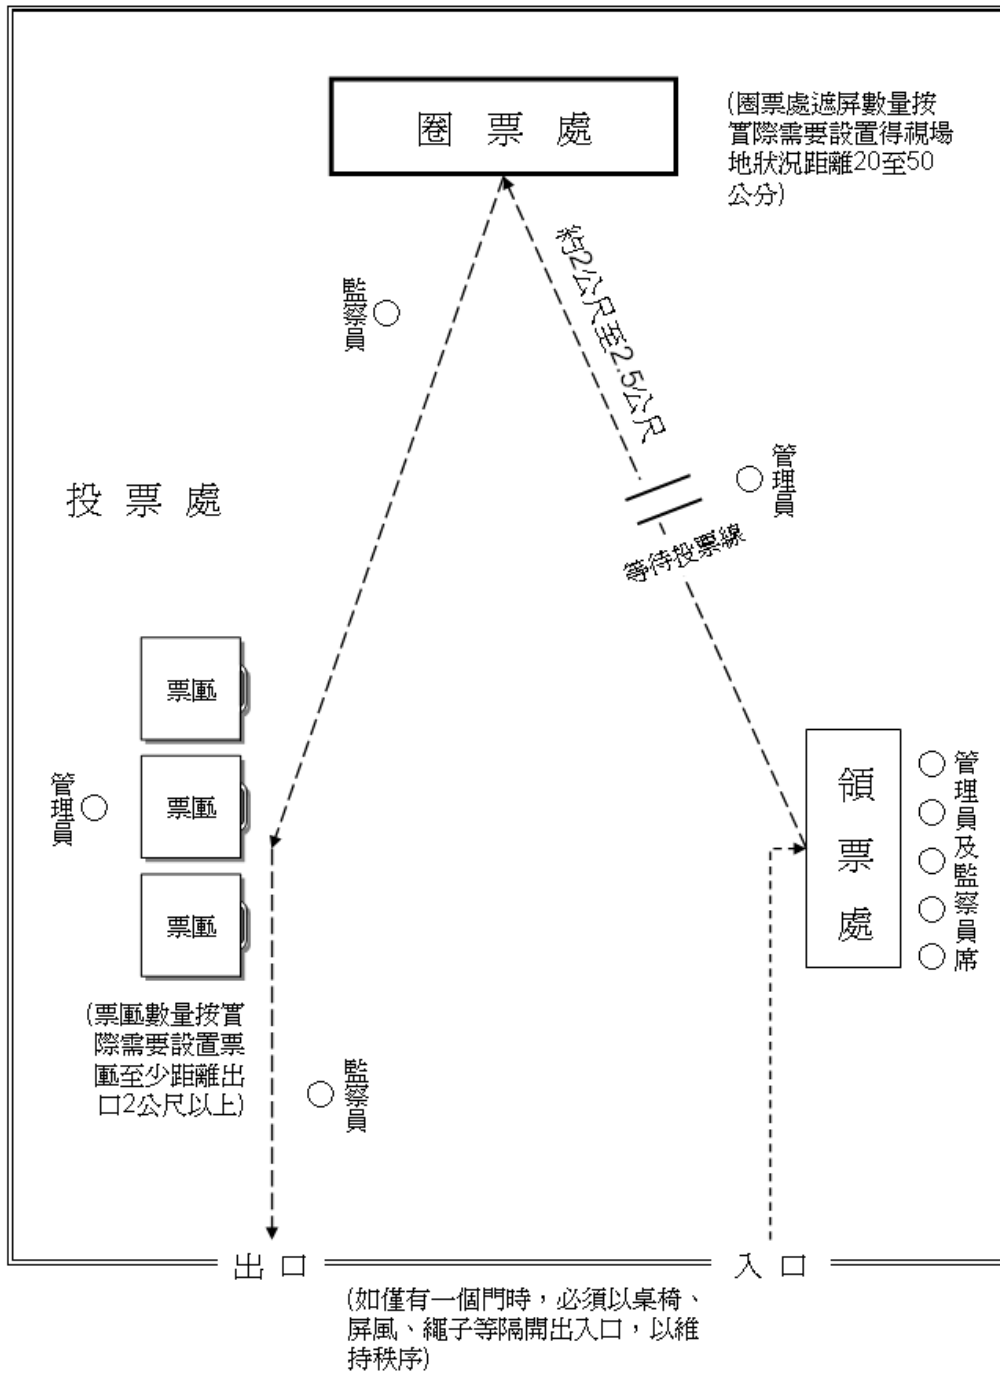 圈票處
(圈票處遮屏數量按
實際需要設置得視場
地狀況距離20至50
公分)
約2公尺至2.5公尺
監察員
管理員
投票處
等待投票線
票匭
票匭
票匭
管理員
領票處
管理員及監察員席
(票匭數量按實
際需要設置票
匭至少距離出
口2公尺以上)
監察員
出口
入口
(如僅有一個門時，必須以桌椅、
屏風、繩子等隔開出入口，以維
持秩序)